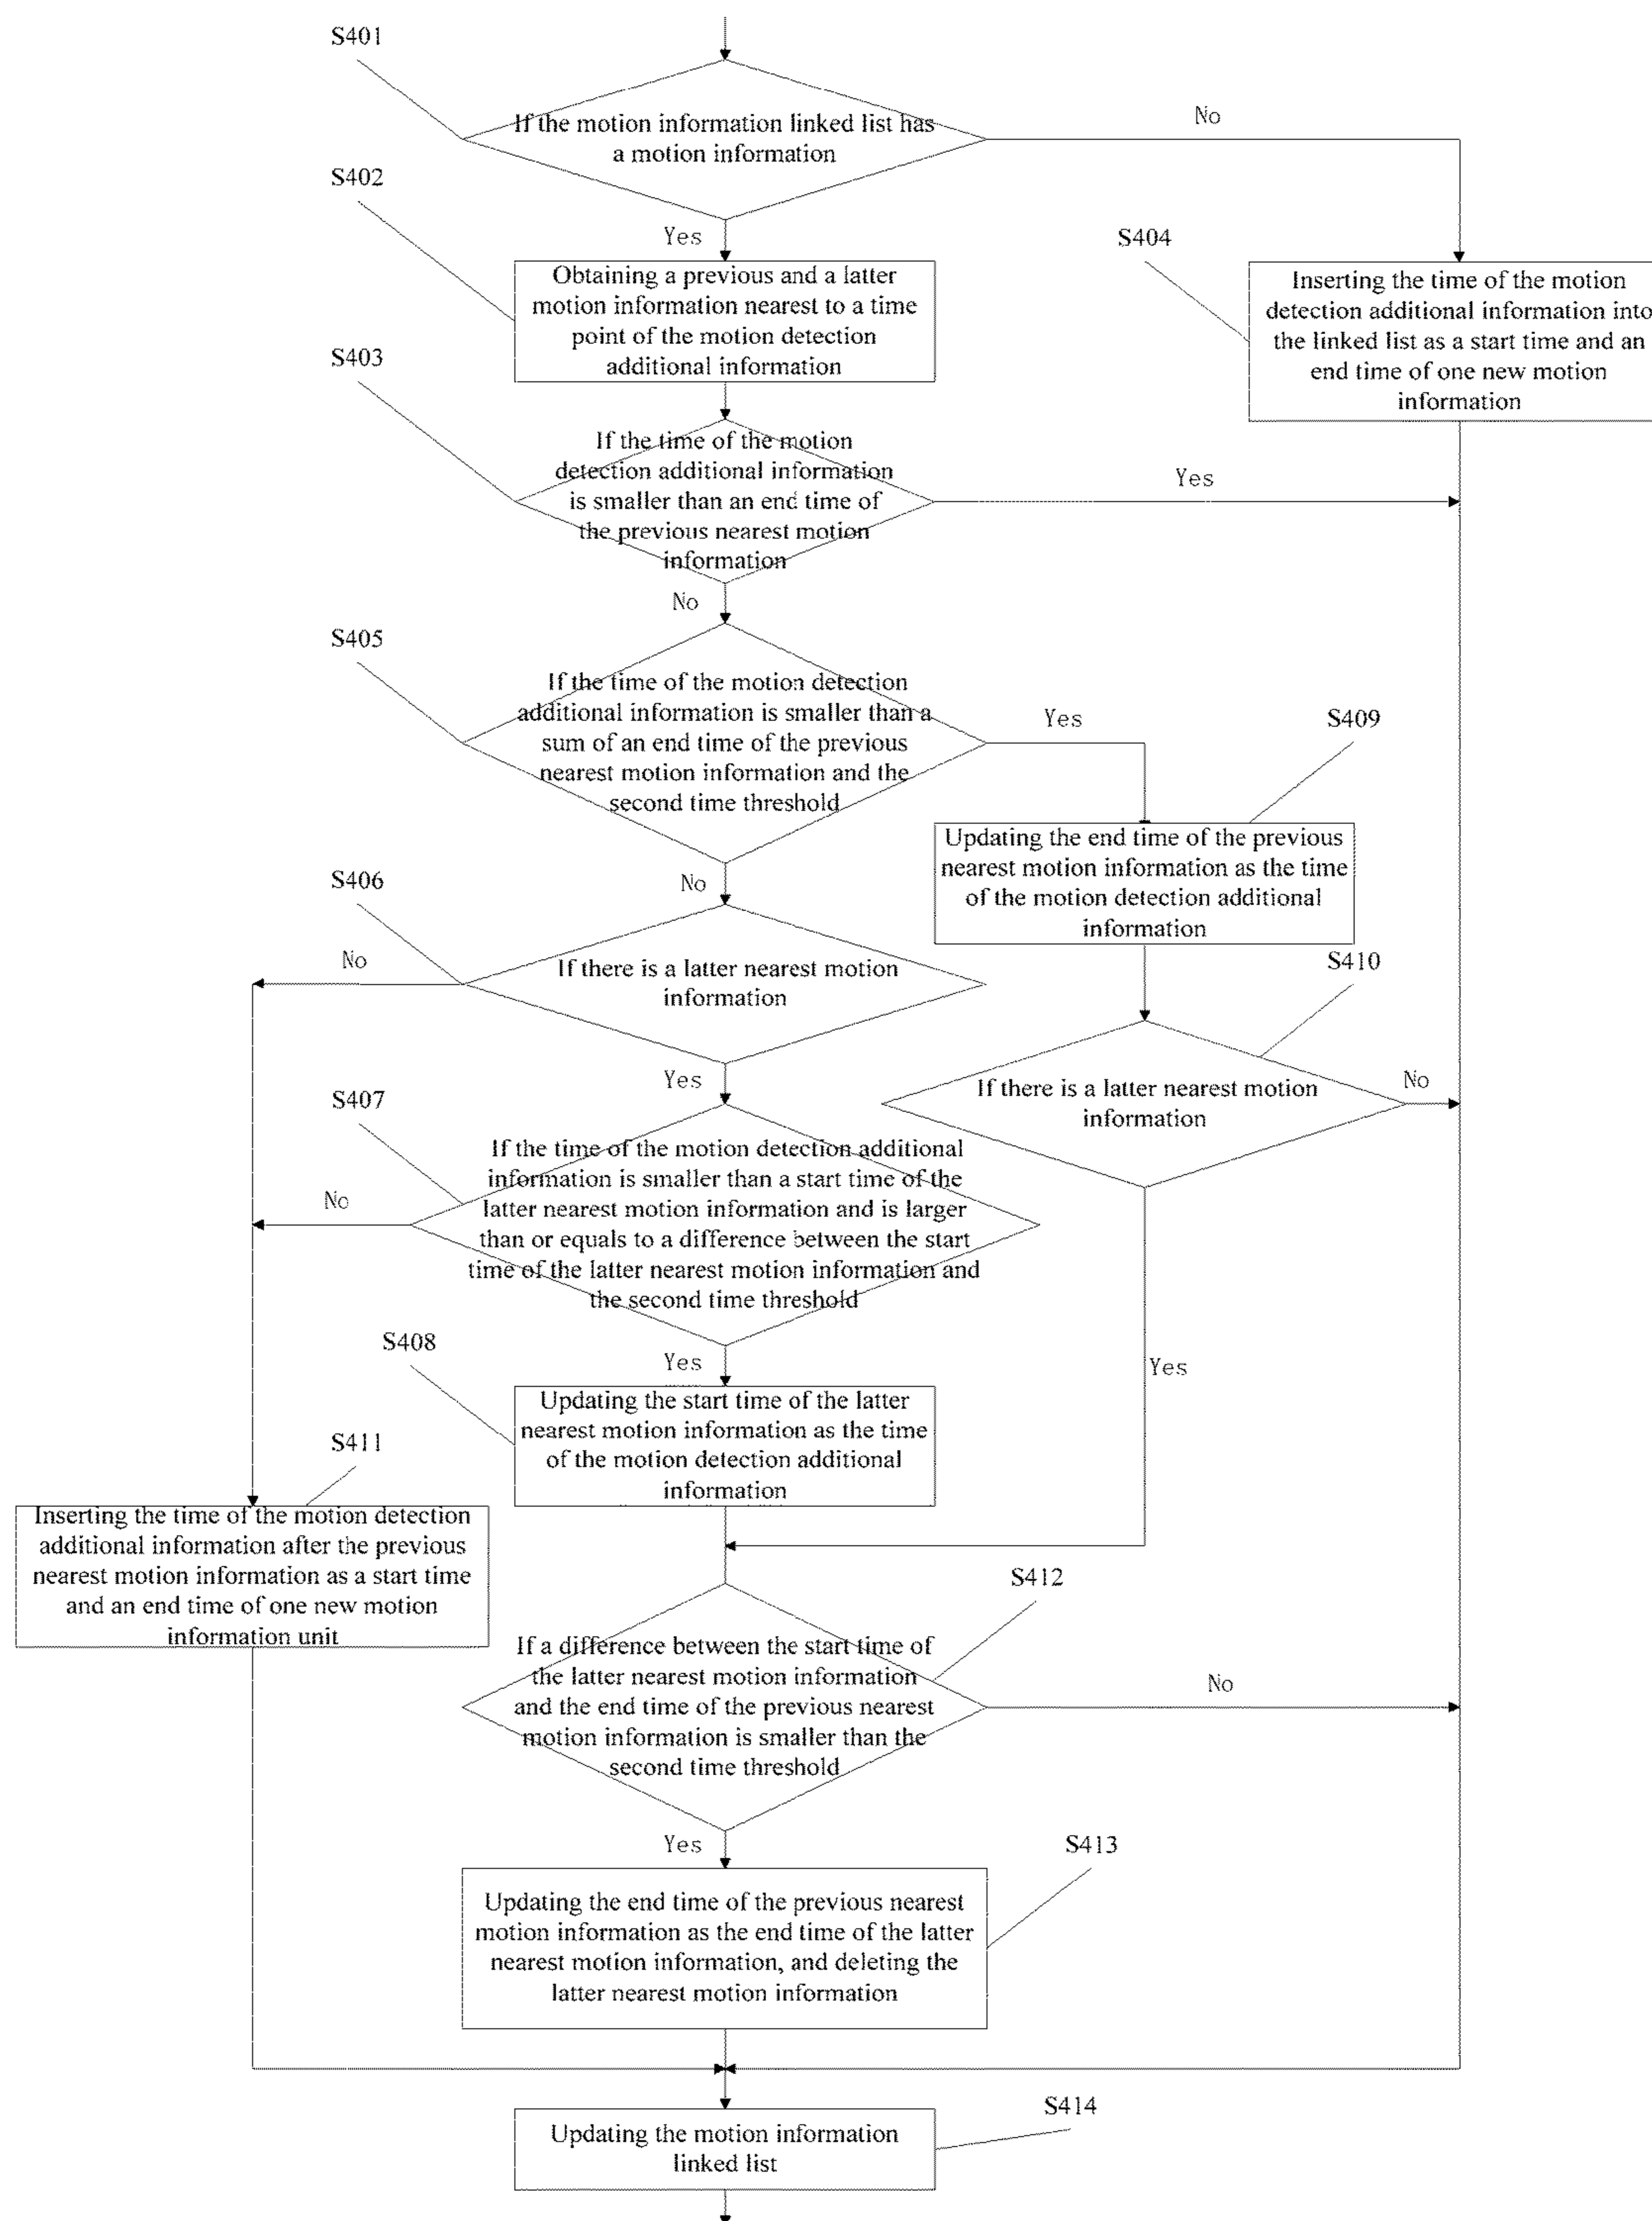 S401
If the motion information linked list has
a motion information
No
S402
Yes
S404
Obtaining a previous and a latter
motion information nearest to a time
point of the motion detection
additional information
Inserting the time of the motion
detection additional information into
the linked list as a start time and an
end time of one new motion
information
S403
If the time of the motion
detection additional information
is smaller than an end time of
the previous nearest motion
information
Yes
No
S405
If the time of the motion detection
additional information is smaller than a
sum of an end time of the previous
nearest motion information and the
second time threshold
Yes
S409
Updating the end time of the previous
nearest motion information as the time
of the motion detection additional
information
No
S406
If there is a latter nearest motion
information
No
S410
If there is a latter nearest motion
information
No
Yes
S407
If the time of the motion detection additional
information is smaller than a start time of the
latter nearest motion information and is larger
than or equals to a difference between the start
time of the latter nearest motion information and
the second time threshold
No
Yes
S408
Yes
Updating the start time of the latter
nearest motion information as the time
of the motion detection additional
information
S411
Inserting the time of the motion detection
additional information after the previous
nearest motion information as a start time
and an end time of one new motion
information unit
S412
If a difference between the start time of
the latter nearest motion information
and the end time of the previous nearest
motion information is smaller than the
second time threshold
No
Yes
S413
Updating the end time of the previous nearest
motion information as the end time of the latter
nearest motion information, and deleting the
latter nearest motion information
S414
Updating the motion information
linked list